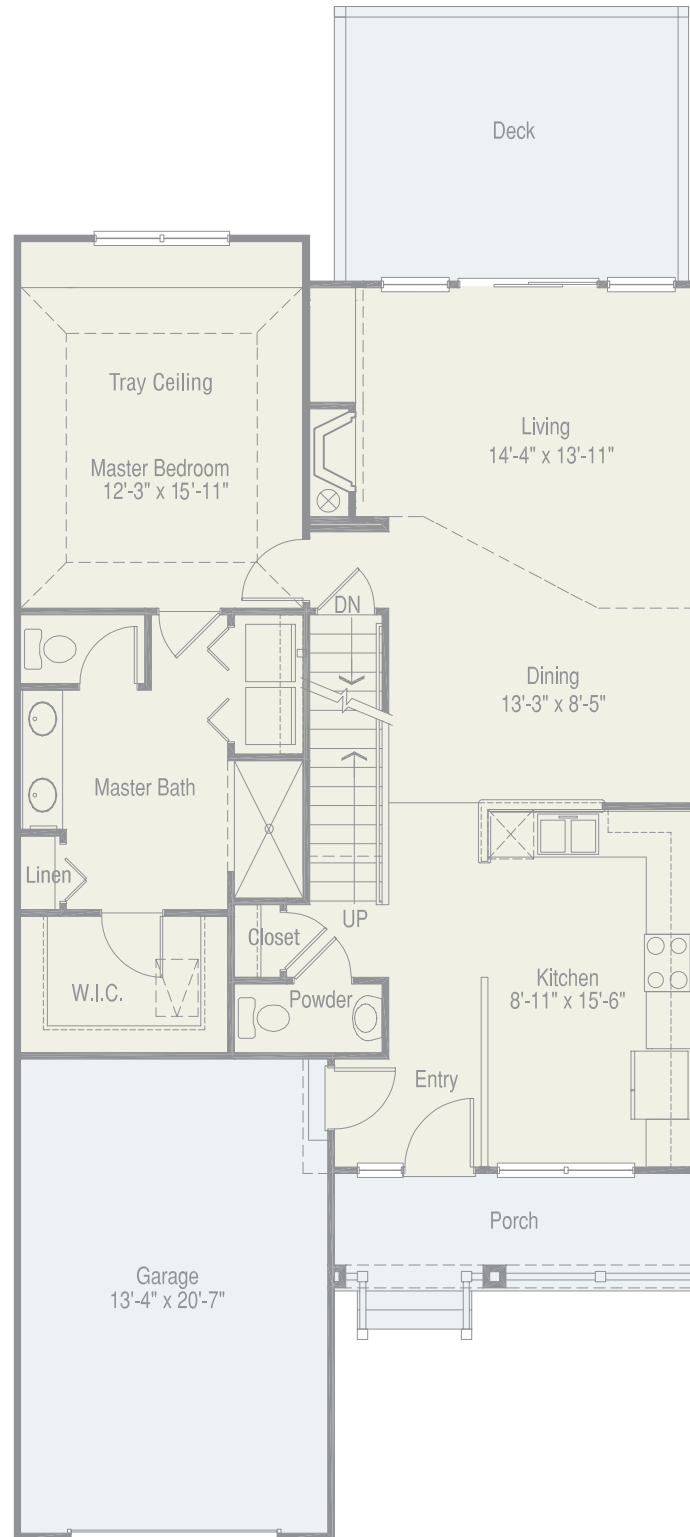 Deck
Tray Ceiling
Master Bedroom
12'-3" x 15'-11"
Living
14'-4" x 13'-11"
DN
Dining
13'-3" x 8'-5"
Master Bath
Linen
UP
Closet
W.I.C.
Powder
Kitchen
8'-11" x 15'-6"
Entry
Porch
Garage
13'-4" x 20'-7"